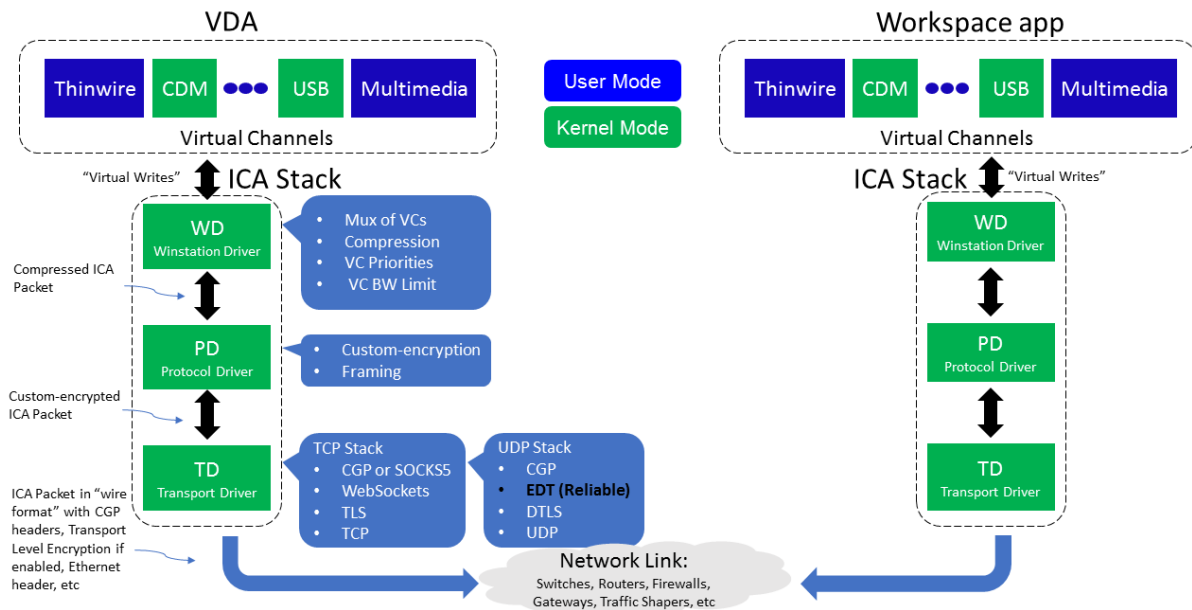 VDA
Workspace app
Thinwire
CDM
USB
Multimedia
Virtual Channels
User Mode
Kernel Mode
Thinwire
CDM
USB
Multimedia
Virtual Channels
“Virtual Writes”
ICA Stack
ICA Stack
“Virtual Writes”
WD
Winstation Driver
• Mux of VCs
• Compression
• VC Priorities
• VC BW Limit
Compressed ICA
Packet
PD
Protocol Driver
• Custom-encryption
• Framing
Custom-encrypted
ICA Packet
TD
Transport Driver
TCP Stack
• CGP or SOCKS5
• WebSockets
• TLS
• TCP
UDP Stack
• CGP
• EDT (Reliable)
• DTLS
• UDP
ICA Packet in “wire
format” with CGP
headers, Transport
Level Encryption if
enabled, Ethernet
header, etc
WD
Winstation Driver
PD
Protocol Driver
TD
Transport Driver
Network Link:
Switches, Routers, Firewalls,
Gateways, Traffic Shapers, etc